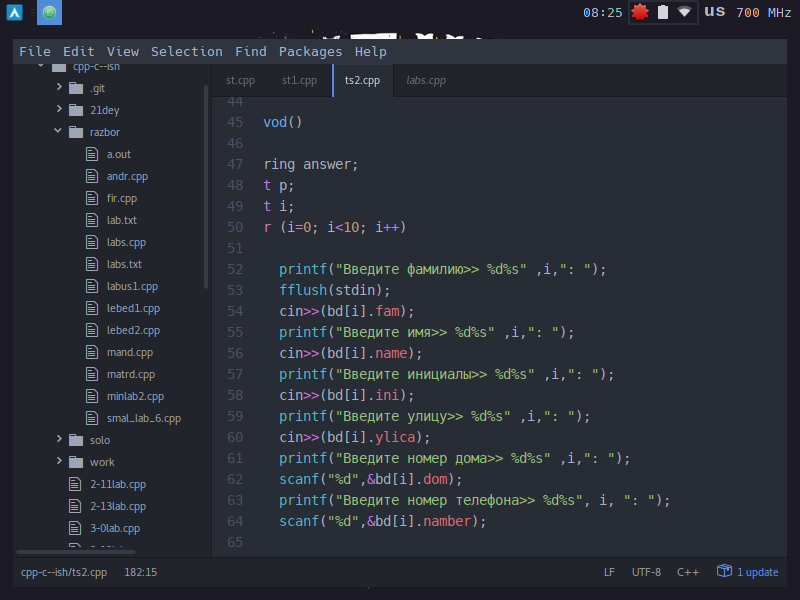 08:25 us 700 MHz
File Edit View Selection Find Packages Help
cpp-c--ish
.git
21dey
razbor
a.out
andr.cpp
fir.cpp
lab.txt
labs.cpp
labs.txt
labus1.cpp
lebed1.cpp
lebed2.cpp
mand.cpp
matrd.cpp
minlab2.cpp
smal_lab_6.cpp
solo
work
2-11lab.cpp
2-13lab.cpp
3-0lab.cpp
st.cpp st1.cpp ts2.cpp labs.cpp
44
45 vod()
46
47 ring answer;
48 t p;
49 t i;
50 r (i=0; i<10; i++)
51
52 printf("Введите фамилию>> %d%s" ,i,": ");
53 fflush(stdin);
54 cin>>(bd[i].fam);
55 printf("Введите имя>> %d%s" ,i,": ");
56 cin>>(bd[i].name);
57 printf("Введите инициалы>> %d%s" ,i,": ");
58 cin>>(bd[i].ini);
59 printf("Введите улицу>> %d%s" ,i,": ");
60 cin>>(bd[i].ylica);
61 printf("Введите номер дома>> %d%s" ,i,": ");
62 scanf("%d",&bd[i].dom);
63 printf("Введите номер телефона>> %d%s", i, ": ");
64 scanf("%d",&bd[i].namber);
65
cpp-c--ish/ts2.cpp 182:15 LF UTF-8 C++ 1 update